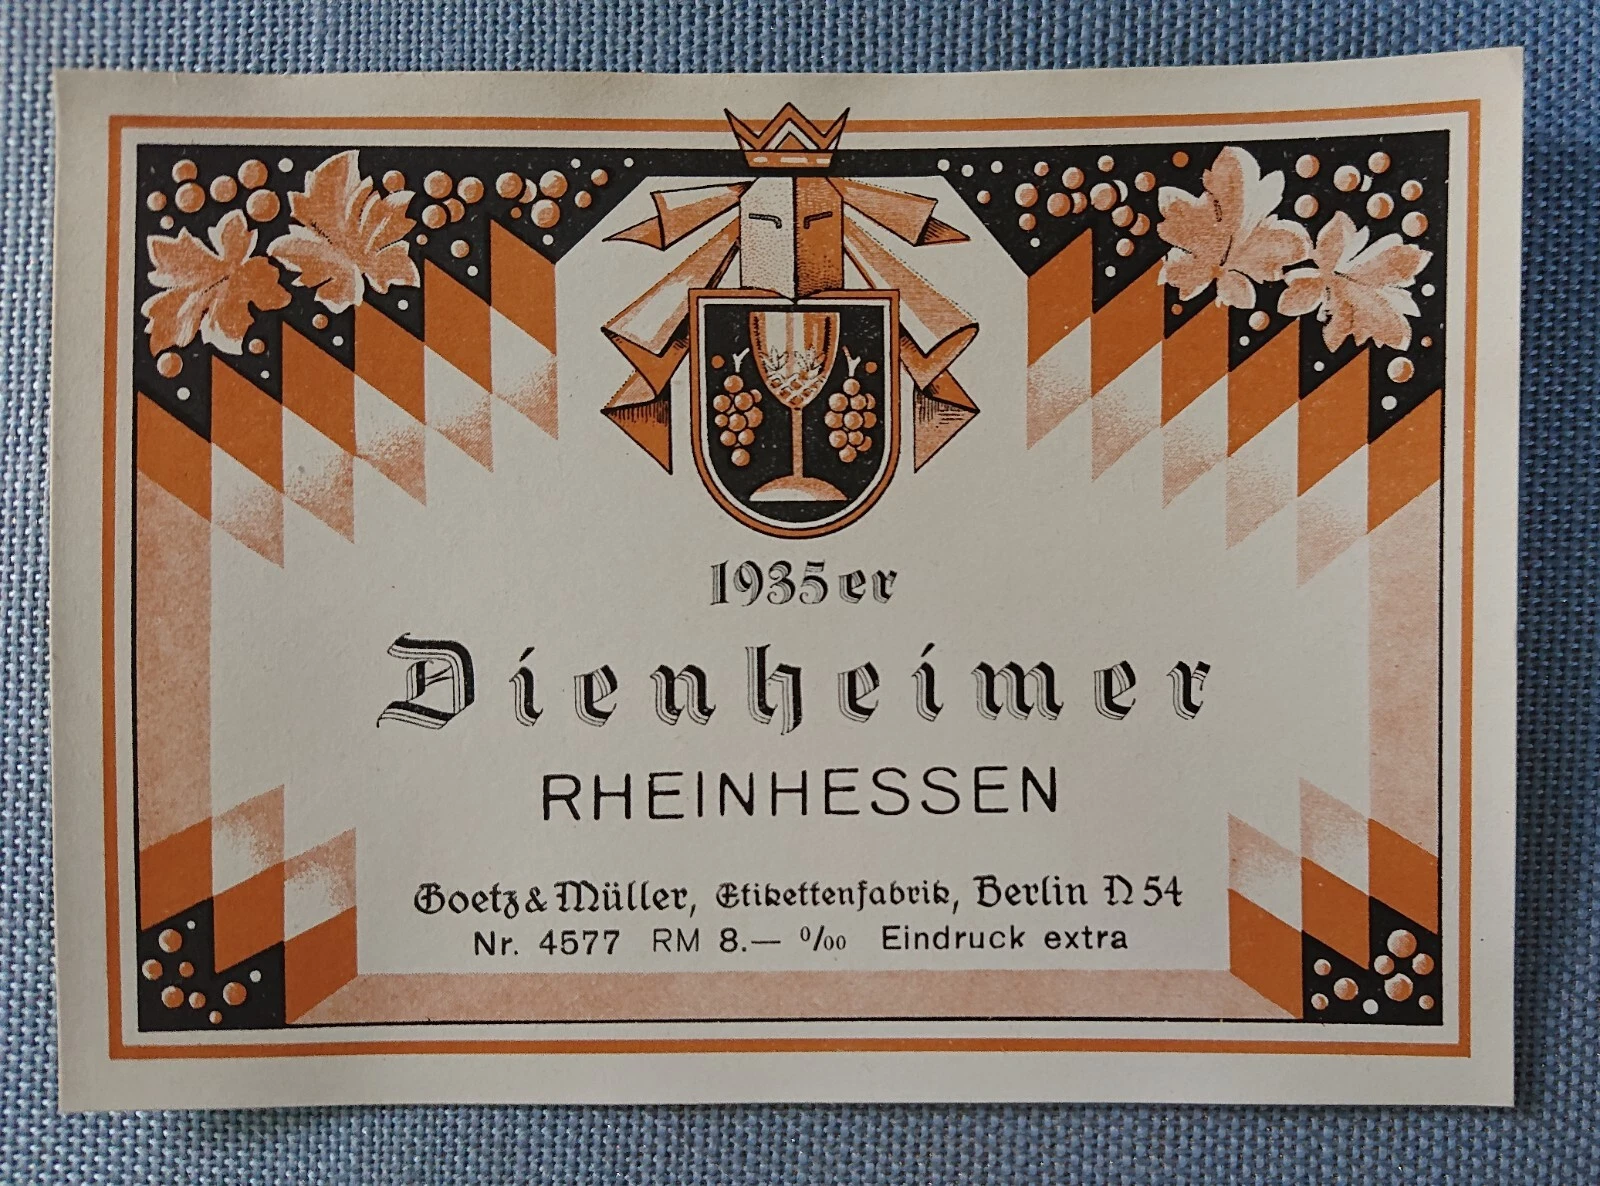 1935er
Dienheimer
RHEINHESSEN
Goetz & Müller, Etikettenfabrik, Berlin N 54
Nr. 4577 RM 8.— ⁰/₀₀ Eindruck extra